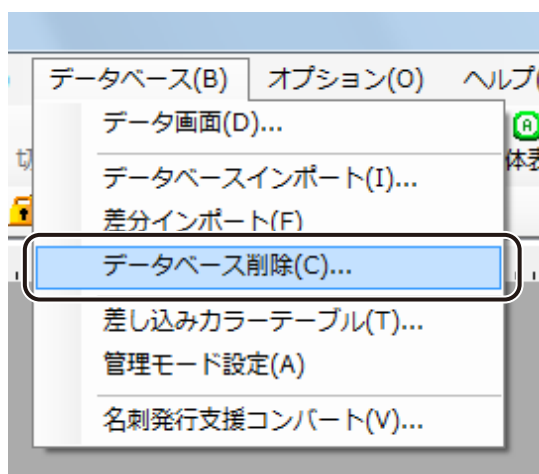 データベース(B) オプション(O) ヘルプ(
データ画面(D)...
切
体表
データベースインポート(I)...
差分インポート(F)
データベース削除(C)...
差し込みカラーテーブル(T)...
管理モード設定(A)
名刺発行支援コンバート(V)...